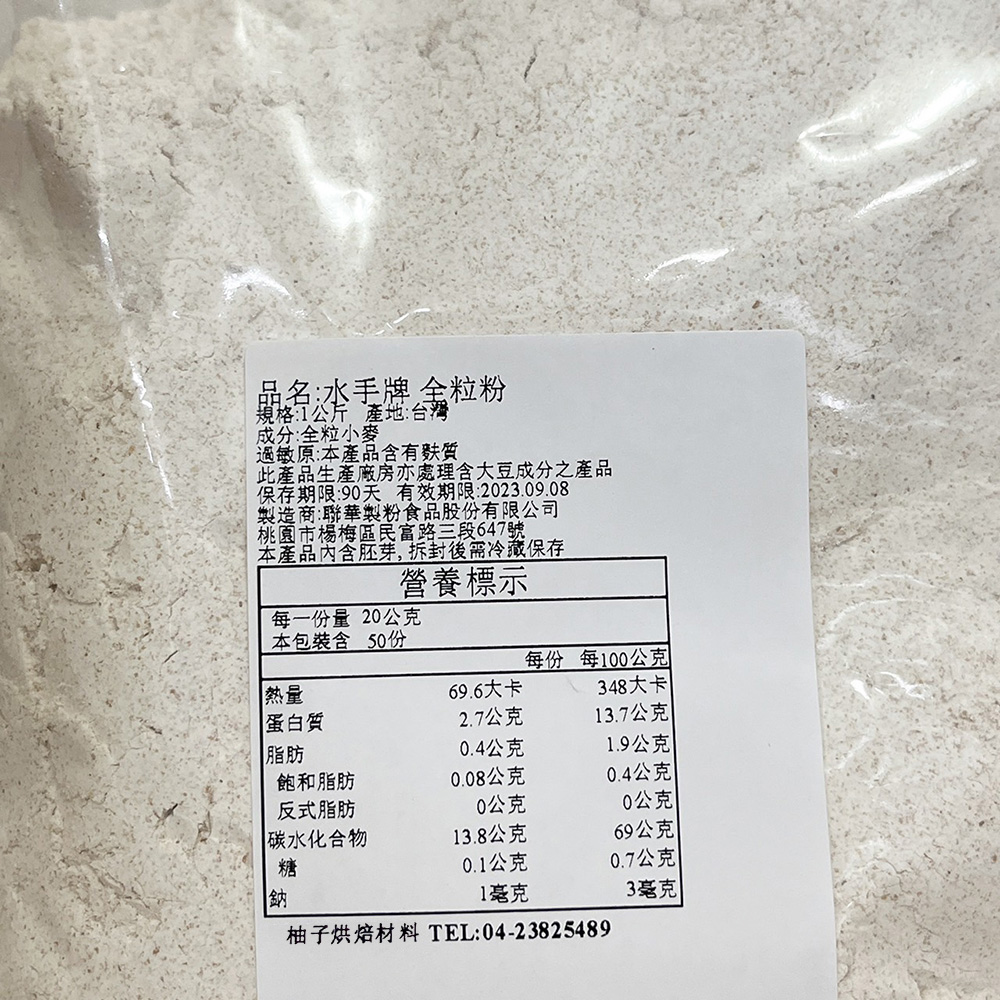 品名:水手牌 全粒粉
規格:1公斤 產地:台灣
成分:全粒小麥
過敏原:本產品含有麩質
此產品生產廠房亦處理含大豆成分之產品
保存期限:90天 有效期限:2023.09.08
製造商:聯華製粉食品股份有限公司
桃園市楊梅區民富路三段647號
本產品內含胚芽, 拆封後需冷藏保存
營養標示
每一份量 20公克
本包裝含 50份
每份 每100公克
熱量 69.6大卡 348大卡
蛋白質 2.7公克 13.7公克
脂肪 0.4公克 1.9公克
飽和脂肪 0.08公克 0.4公克
反式脂肪 0公克 0公克
碳水化合物 13.8公克 69公克
糖 0.1公克 0.7公克
鈉 1毫克 3毫克
柚子烘焙材料 TEL:04-23825489